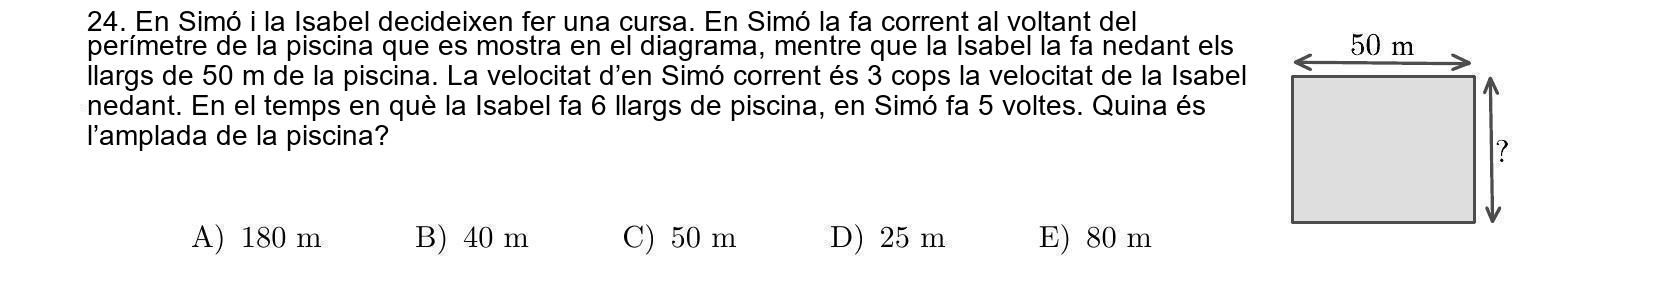 24. En Simó i la Isabel decideixen fer una cursa. En Simó la fa corrent al voltant del
perímetre de la piscina que es mostra en el diagrama, mentre que la Isabel la fa nedant els
llargs de 50 m de la piscina. La velocitat d'en Simó corrent és 3 cops la velocitat de la Isabel
nedant. En el temps en què la Isabel fa 6 llargs de piscina, en Simó fa 5 voltes. Quina és
l'amplada de la piscina?
50 m
?
A) 180 m B) 40 m C) 50 m D) 25 m E) 80 m